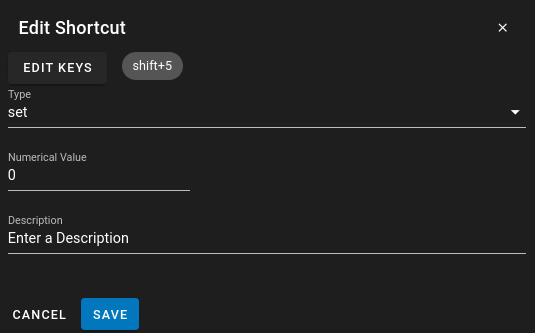 Edit Shortcut
EDIT KEYS shift+5
Type
set
Numerical Value
0
Description
Enter a Description
CANCEL SAVE